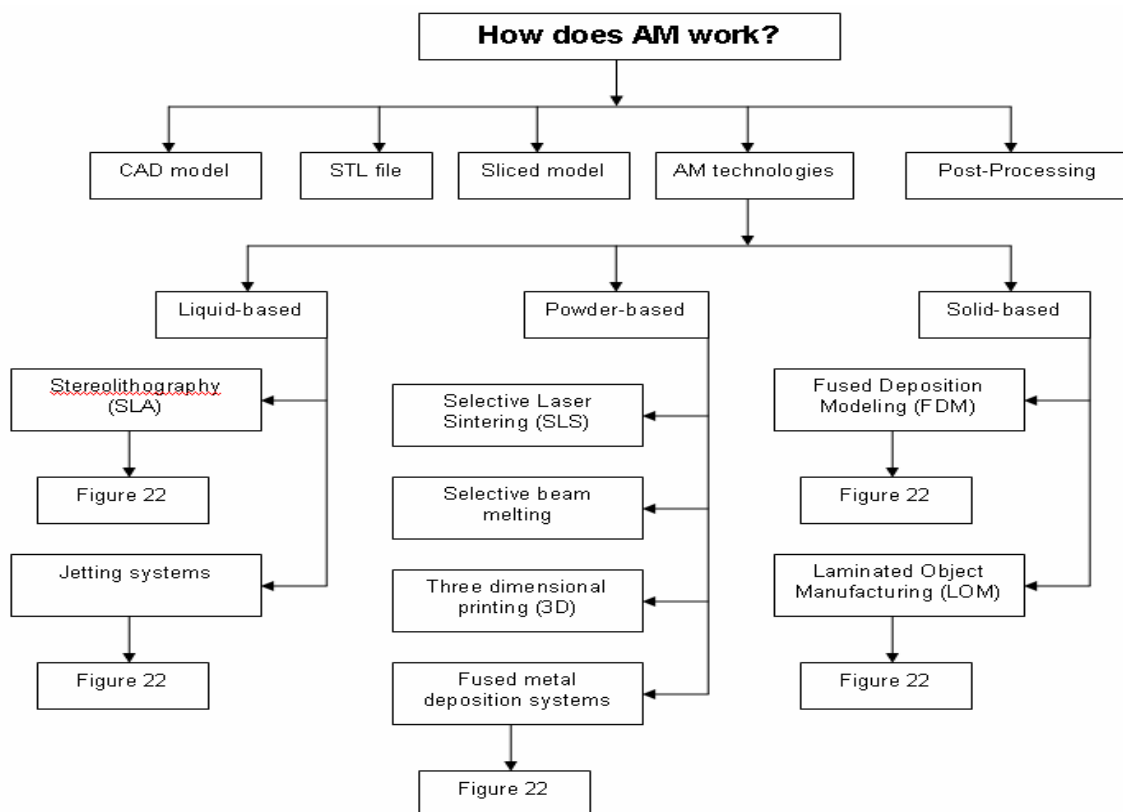 How does AM work?
CAD model
STL file
Sliced model
AM technologies
Post-Processing
Liquid-based
Powder-based
Solid-based
Stereolithography
(SLA)
Figure 22
Jetting systems
Figure 22
Selective Laser
Sintering (SLS)
Selective beam
melting
Three dimensional
printing (3D)
Fused metal
deposition systems
Figure 22
Fused Deposition
Modeling (FDM)
Figure 22
Laminated Object
Manufacturing (LOM)
Figure 22